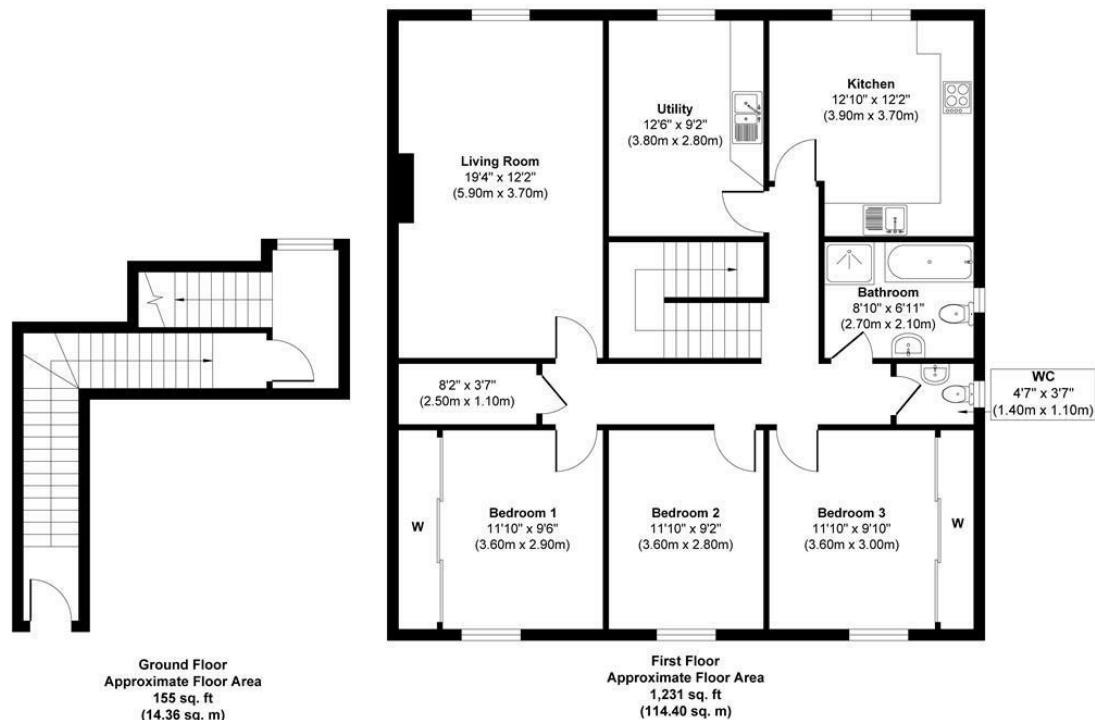 Living Room
19'4" x 12'2"
(5.90m x 3.70m)
Utility
12'6" x 9'2"
(3.80m x 2.80m)
Kitchen
12'10" x 12'2"
(3.90m x 3.70m)
Bathroom
8'10" x 6'11"
(2.70m x 2.10m)
8'2" x 3'7"
(2.50m x 1.10m)
WC
4'7" x 3'7"
(1.40m x 1.10m)
W
Bedroom 1
11'10" x 9'6"
(3.60m x 2.90m)
Bedroom 2
11'10" x 9'2"
(3.60m x 2.80m)
Bedroom 3
11'10" x 9'10"
(3.60m x 3.00m)
W
Ground Floor
Approximate Floor Area
155 sq. ft
(14.36 sq. m)
First Floor
Approximate Floor Area
1,231 sq. ft
(114.40 sq. m)